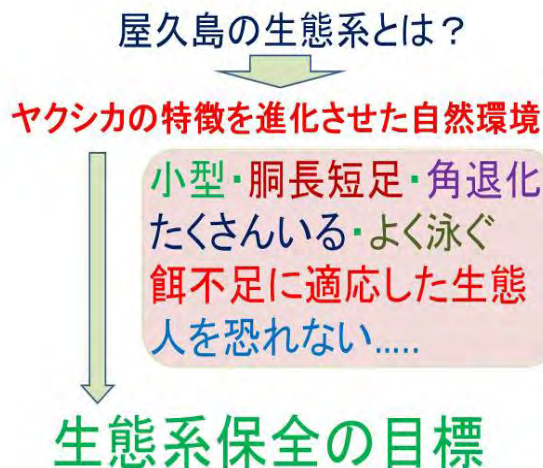 屋久島の生態系とは？
ヤクシカの特徴を進化させた自然環境
小型・胴長短足・角退化
たくさんいる・よく泳ぐ
餌不足に適応した生態
人を恐れない.....
生態系保全の目標